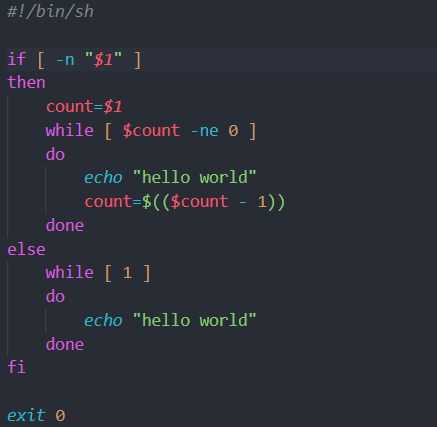 #!/bin/sh
if [ -n "$1" ]
then
count=$1
while [ $count -ne 0 ]
do
echo "hello world"
count=$(($count - 1))
done
else
while [ 1 ]
do
echo "hello world"
done
fi
exit 0